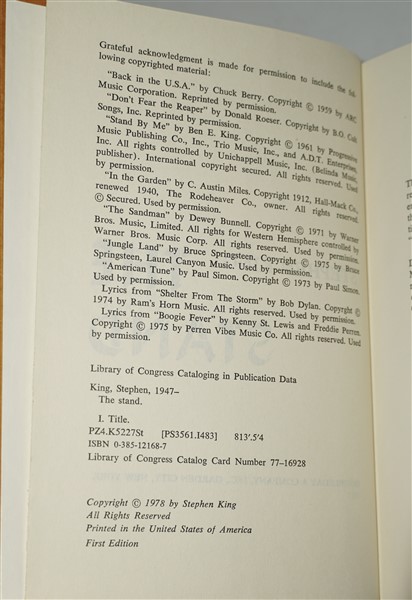 Grateful acknowledgment is made for permission to include the fol-
lowing copyrighted material:
"Back in the U.S.A." by Chuck Berry. Copyright © 1959 by ARC
Music Corporation. Reprinted by permission.
"Don't Fear the Reaper" by Donald Roeser. Copyright by B.O. Cult
Songs, Inc. Reprinted by permission.
"Stand By Me" by Ben E. King. Copyright © 1961 by Progressive
Music Publishing Co., Inc., Trio Music, Inc., and A.D.T. Enterprises,
Inc. All rights controlled by Unichappell Music, Inc. (Belinda Music,
publisher). International copyright secured. All rights reserved. Used
by permission.
"In the Garden" by C. Austin Miles. Copyright 1912, Hall-Mack Co.,
renewed 1940, The Rodeheaver Co., owner. All rights reserved.
© Secured. Used by permission.
"The Sandman" by Dewey Bunnell. Copyright © 1971 by Warner
Bros. Music, Limited. All rights for Western Hemisphere controlled by
Warner Bros. Music Corp. All rights reserved. Used by permission.
"Jungle Land" by Bruce Springsteen. Copyright © 1975 by Bruce
Springsteen, Laurel Canyon Music. Used by permission.
"American Tune" by Paul Simon. Copyright © 1973 by Paul Simon.
Used by permission.
Lyrics from "Shelter From The Storm" by Bob Dylan. Copyright ©
1974 by Ram's Horn Music. All rights reserved. Used by permission.
Lyrics from "Boogie Fever" by Kenny St. Lewis and Freddie Perren.
Copyright © 1975 by Perren Vibes Music Co. All rights reserved. Used
by permission.
Library of Congress Cataloging in Publication Data
King, Stephen, 1947–
The stand.
I. Title.
PZ4.K5227St [PS3561.I483] 813'.5'4
ISBN 0-385-12168-7
Library of Congress Catalog Card Number 77–16928
Copyright © 1978 by Stephen King
All Rights Reserved
Printed in the United States of America
First Edition